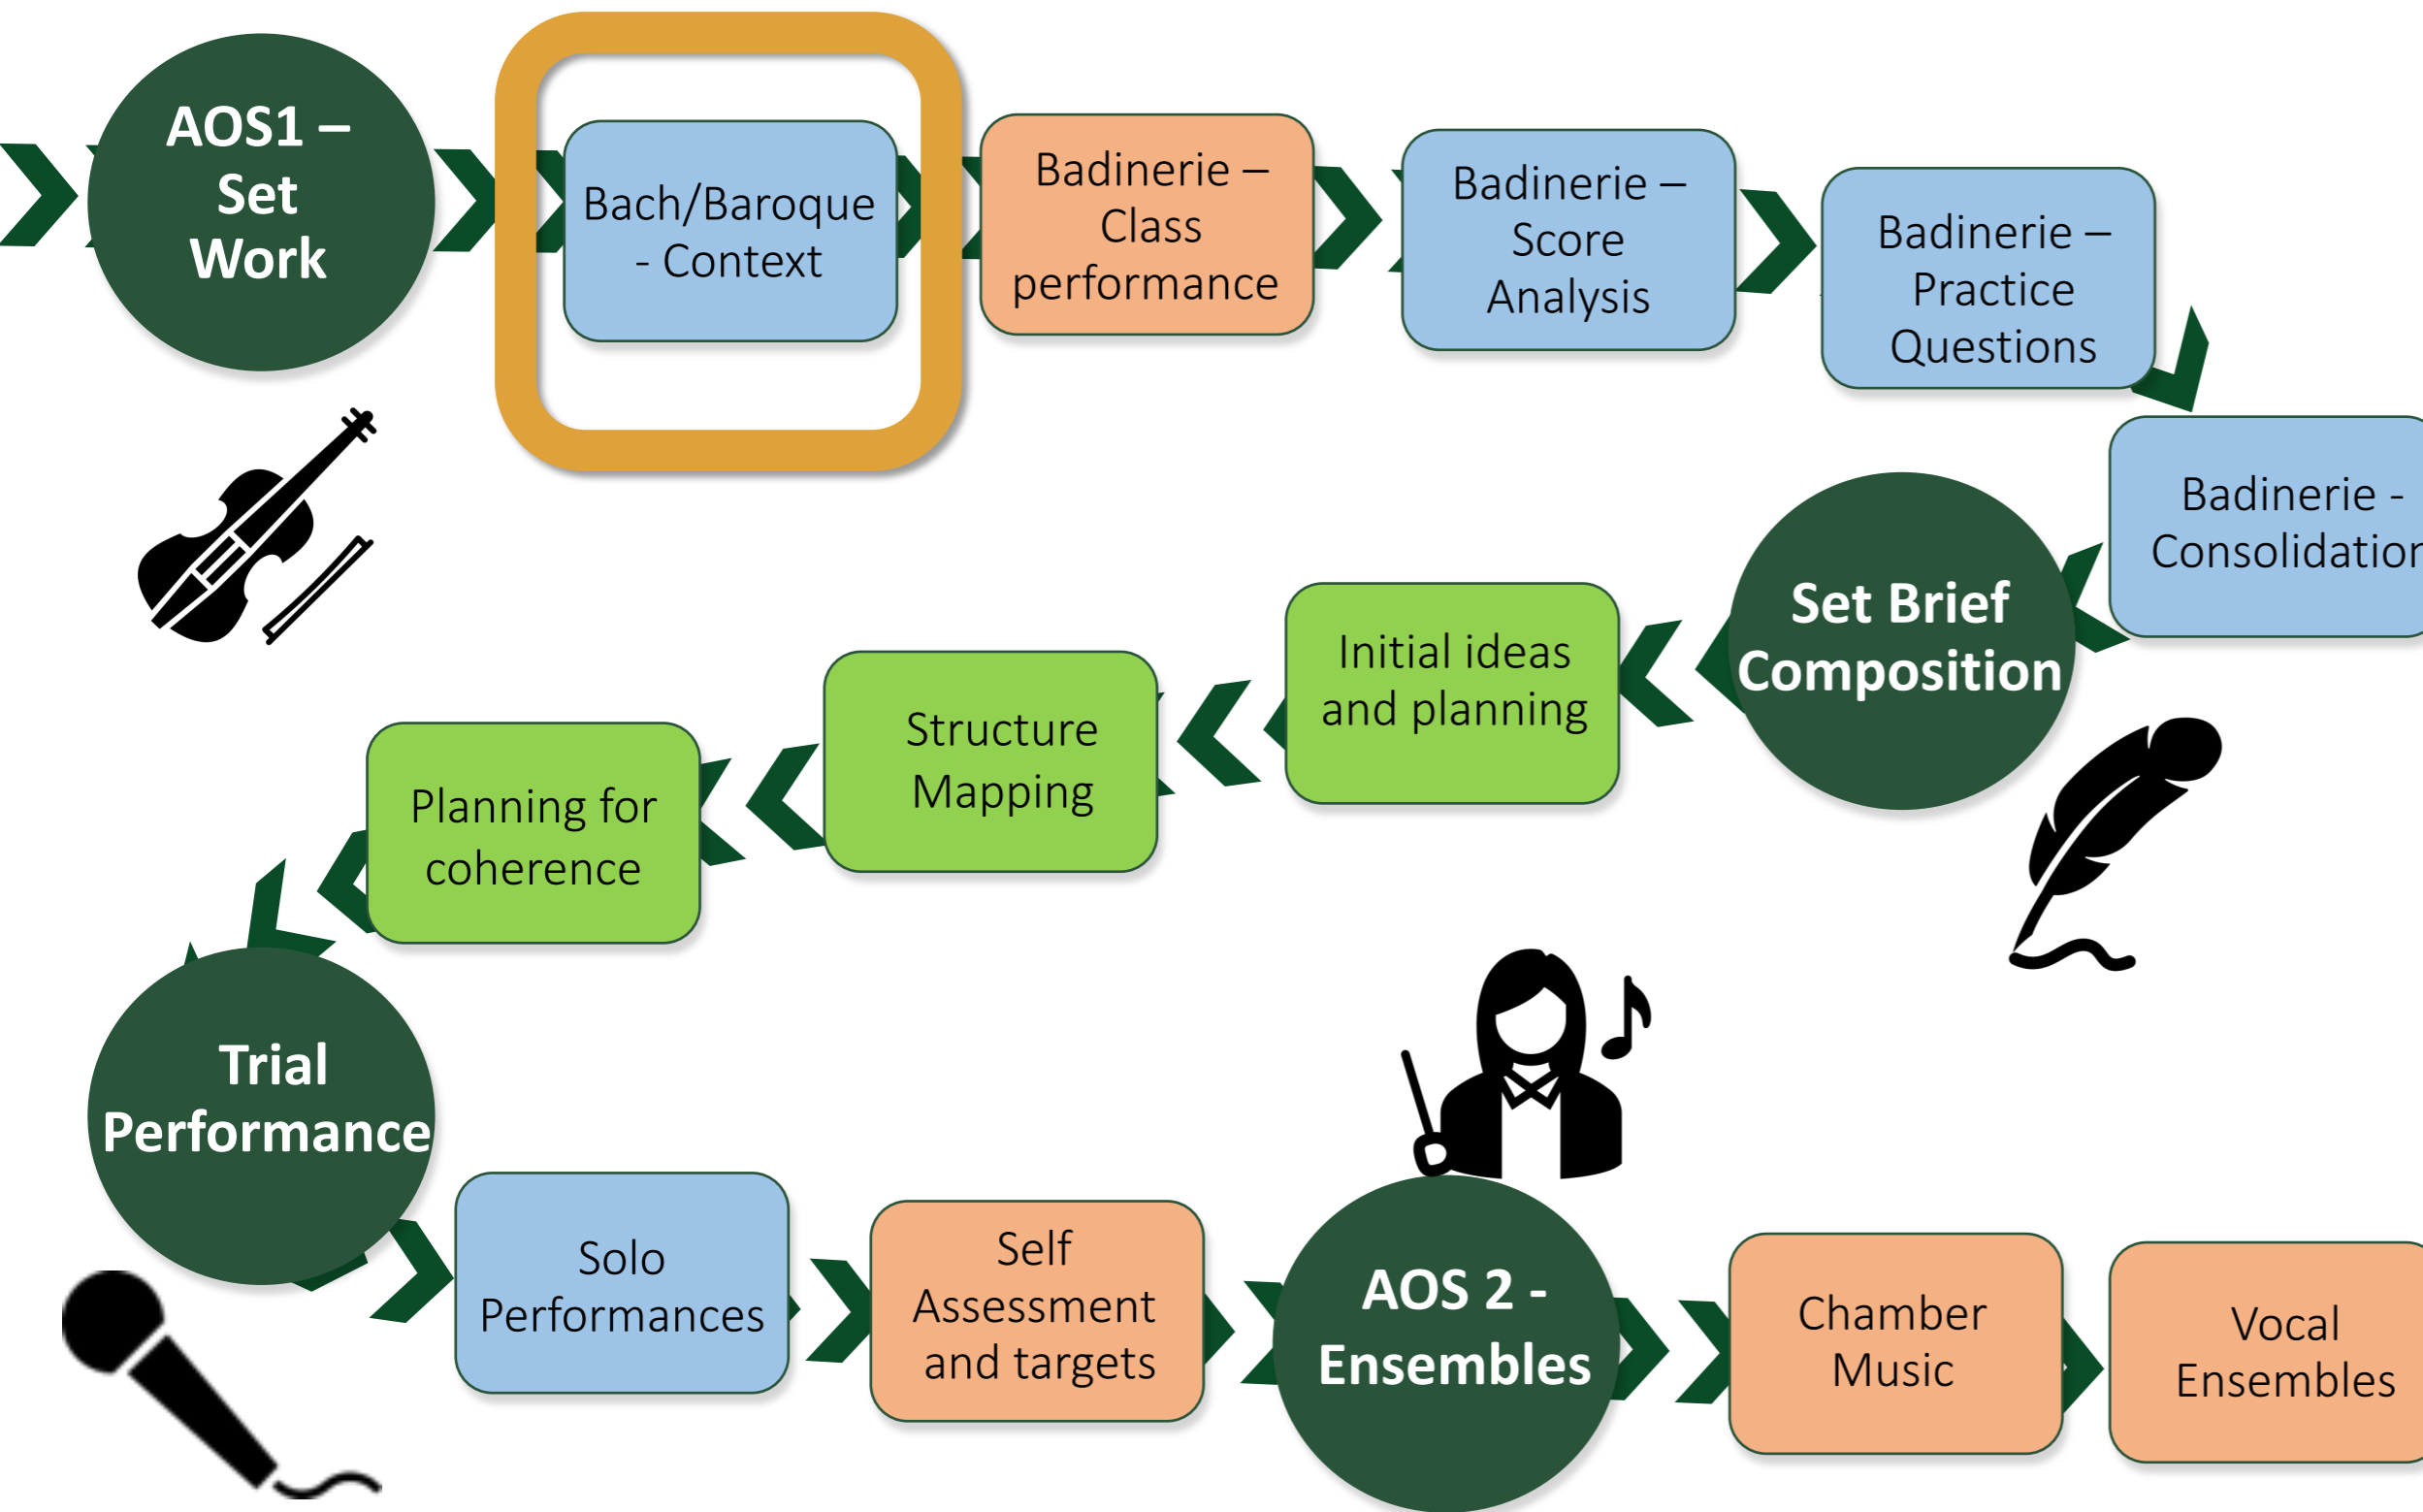 AOS1 –
Set
Work
Bach/Baroque
- Context
Badinerie –
Class
performance
Badinerie –
Score
Analysis
Badinerie –
Practice
Questions
Badinerie -
Consolidation
Set Brief
Composition
Initial ideas
and planning
Structure
Mapping
Planning for
coherence
Trial
Performance
Solo
Performances
Self
Assessment
and targets
AOS 2 -
Ensembles
Chamber
Music
Vocal
Ensembles